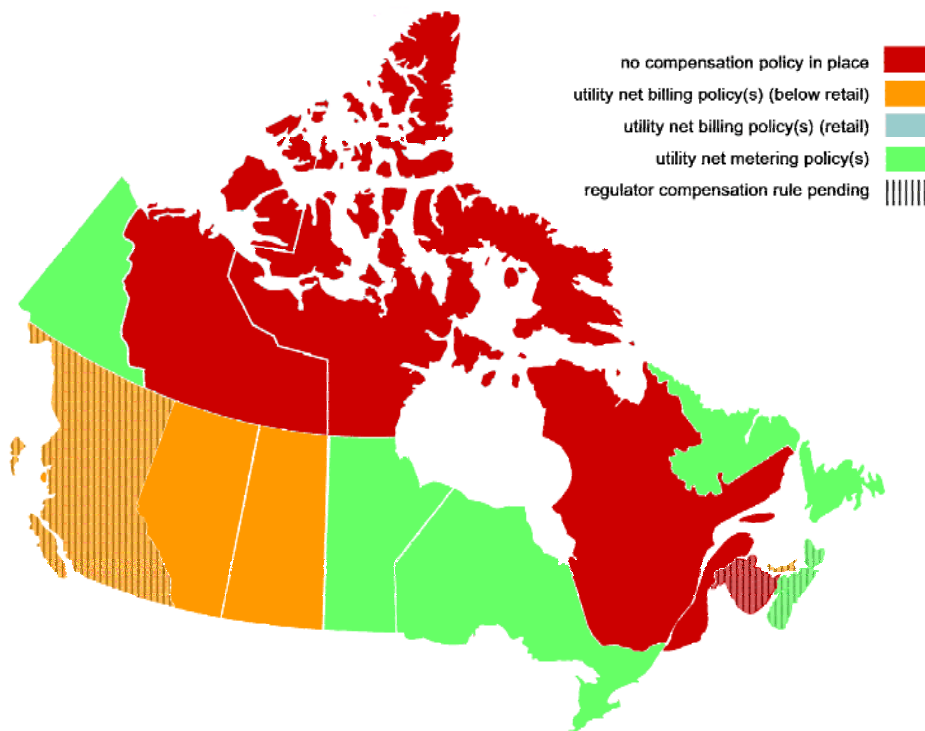 no compensation policy in place
utility net billing policy(s) (below retail)
utility net billing policy(s) (retail)
utility net metering policy(s)
regulator compensation rule pending